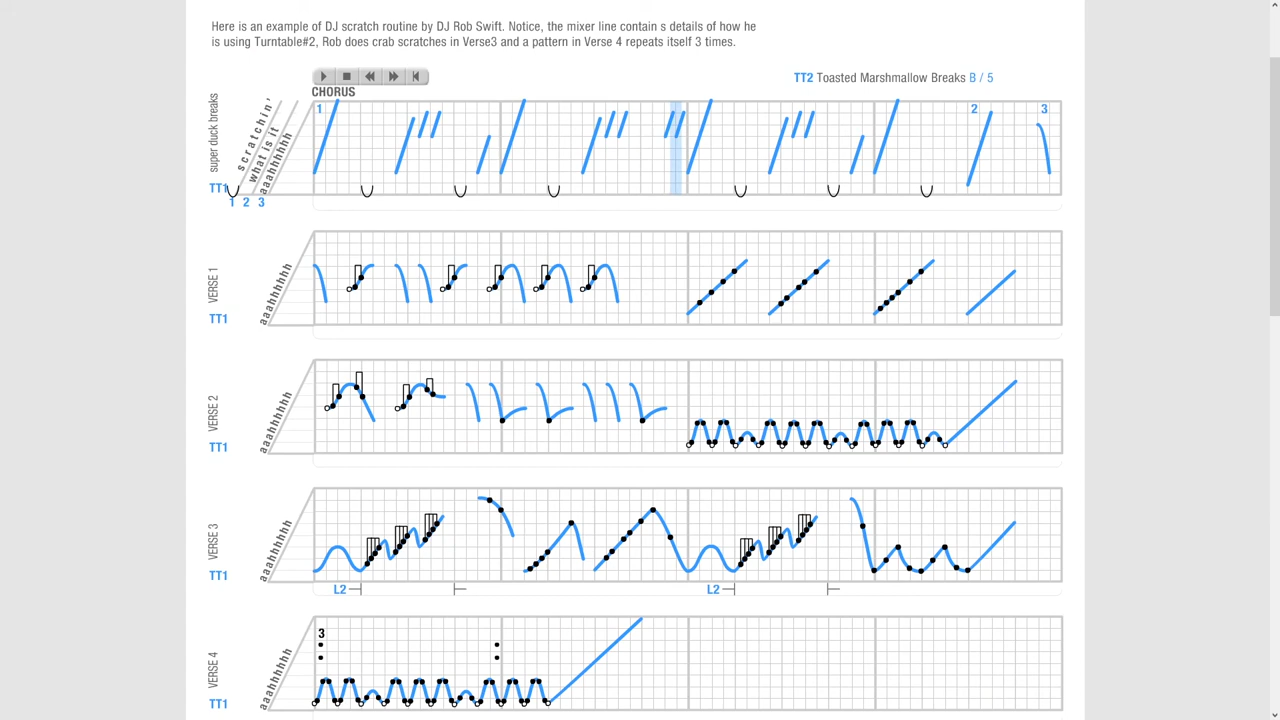 Here is an example of DJ scratch routine by DJ Rob Swift. Notice, the mixer line contain s details of how he
is using Turntable#2, Rob does crab scratches in Verse3 and a pattern in Verse 4 repeats itself 3 times.
TT2 Toasted Marshmallow Breaks B / 5
CHORUS
super duck breaks
scratchin'
what is it
aaahhhhhh
1
2
3
TT1
1 2 3
VERSE 1
aaahhhhhh
TT1
VERSE 2
aaahhhhhh
TT1
VERSE 3
aaahhhhhh
TT1
L2
L2
VERSE 4
aaahhhhhh
3
TT1